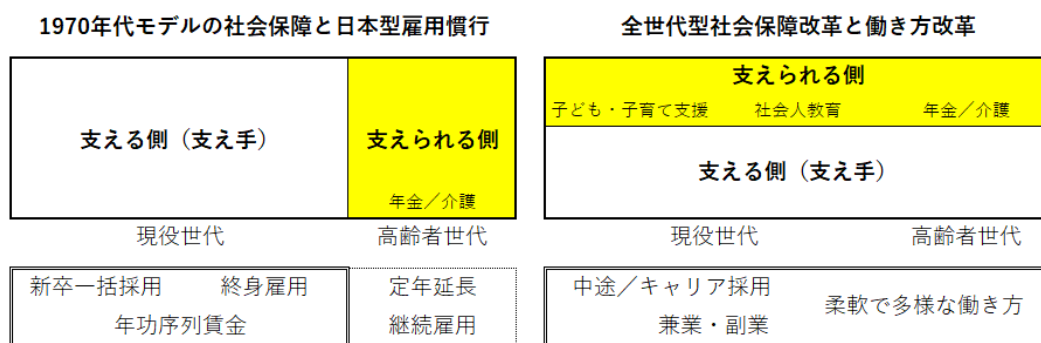 1970年代モデルの社会保障と日本型雇用慣行
支える側（支え手）
支えられる側
年金／介護
現役世代
高齢者世代
新卒一括採用 終身雇用
年功序列賃金
定年延長
継続雇用
全世代型社会保障改革と働き方改革
支えられる側
子ども・子育て支援 社会人教育 年金／介護
支える側（支え手）
現役世代
高齢者世代
中途／キャリア採用
兼業・副業
柔軟で多様な働き方